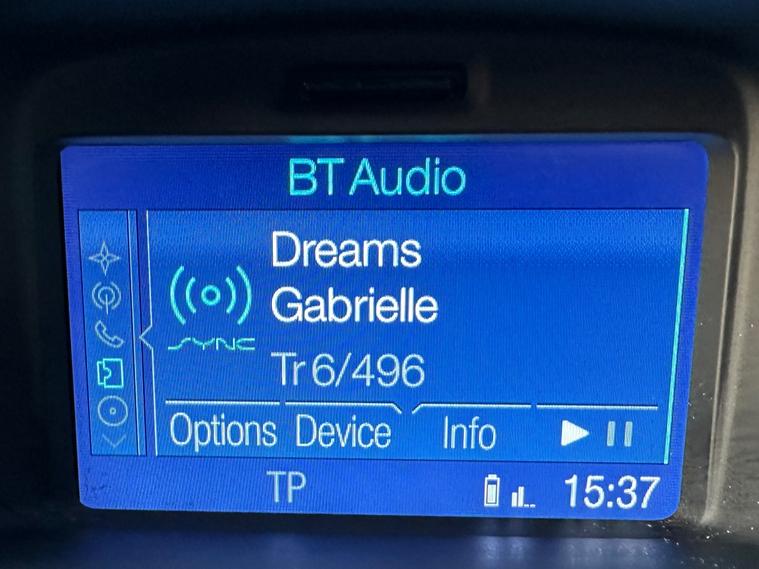 BT Audio
Dreams
Gabrielle
SYNC
Tr 6/496
Options Device Info
TP 15:37